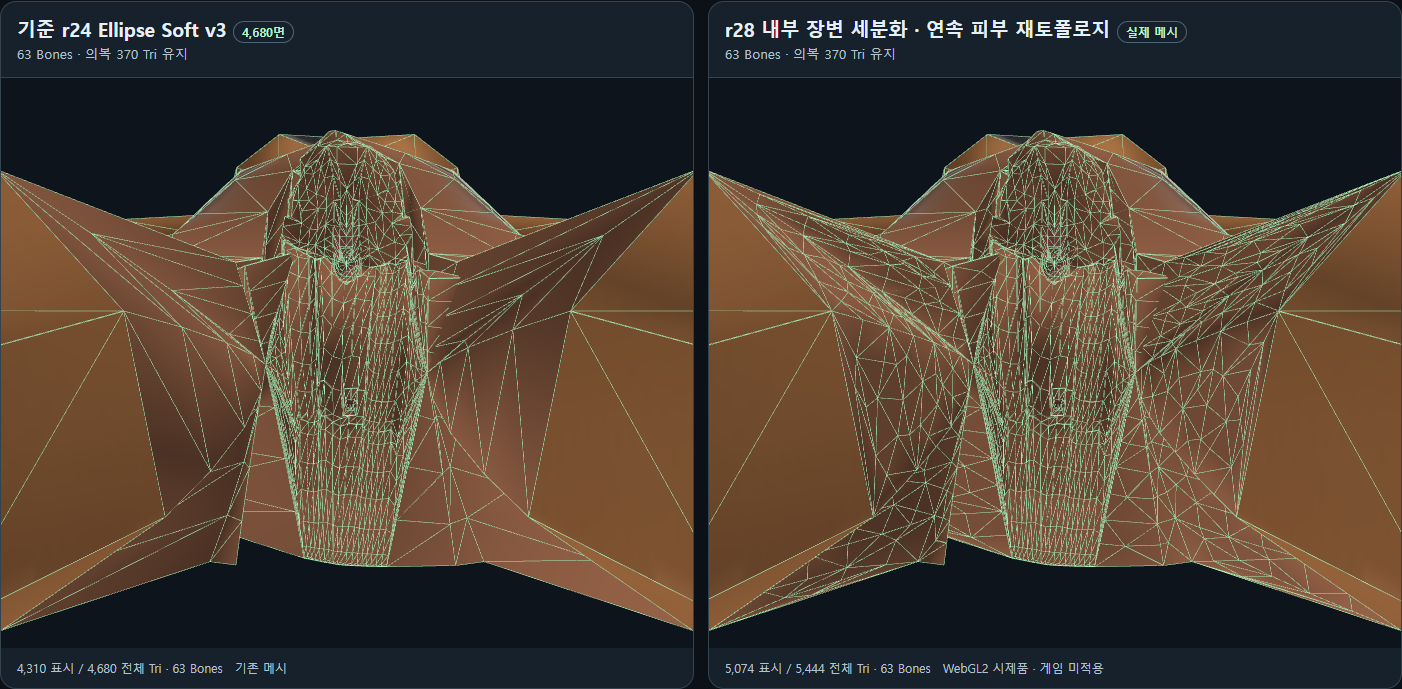 기준 r24 Ellipse Soft v3 4,680면
63 Bones · 의복 370 Tri 유지
4,310 표시 / 4,680 전체 Tri · 63 Bones 기존 메시
r28 내부 장변 세분화 · 연속 피부 재토폴로지 실제 메시
63 Bones · 의복 370 Tri 유지
5,074 표시 / 5,444 전체 Tri · 63 Bones WebGL2 시제품 · 게임 미적용